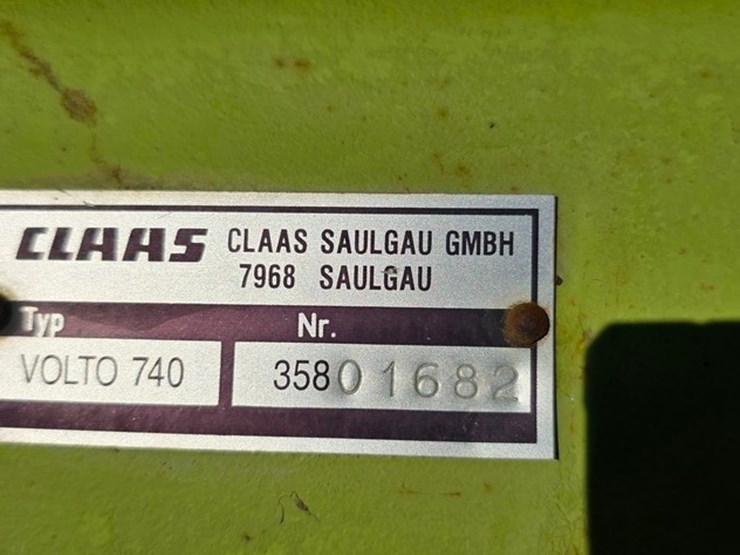 CLAAS CLAAS SAULGAU GMBH
7968 SAULGAU
Typ Nr.
VOLTO 740 35801682